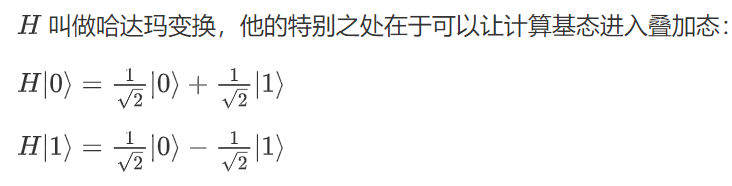 H 叫做哈达玛变换，他的特别之处在于可以让计算基态进入叠加态：
H|0⟩ = 1/√2|0⟩ + 1/√2|1⟩
H|1⟩ = 1/√2|0⟩ − 1/√2|1⟩